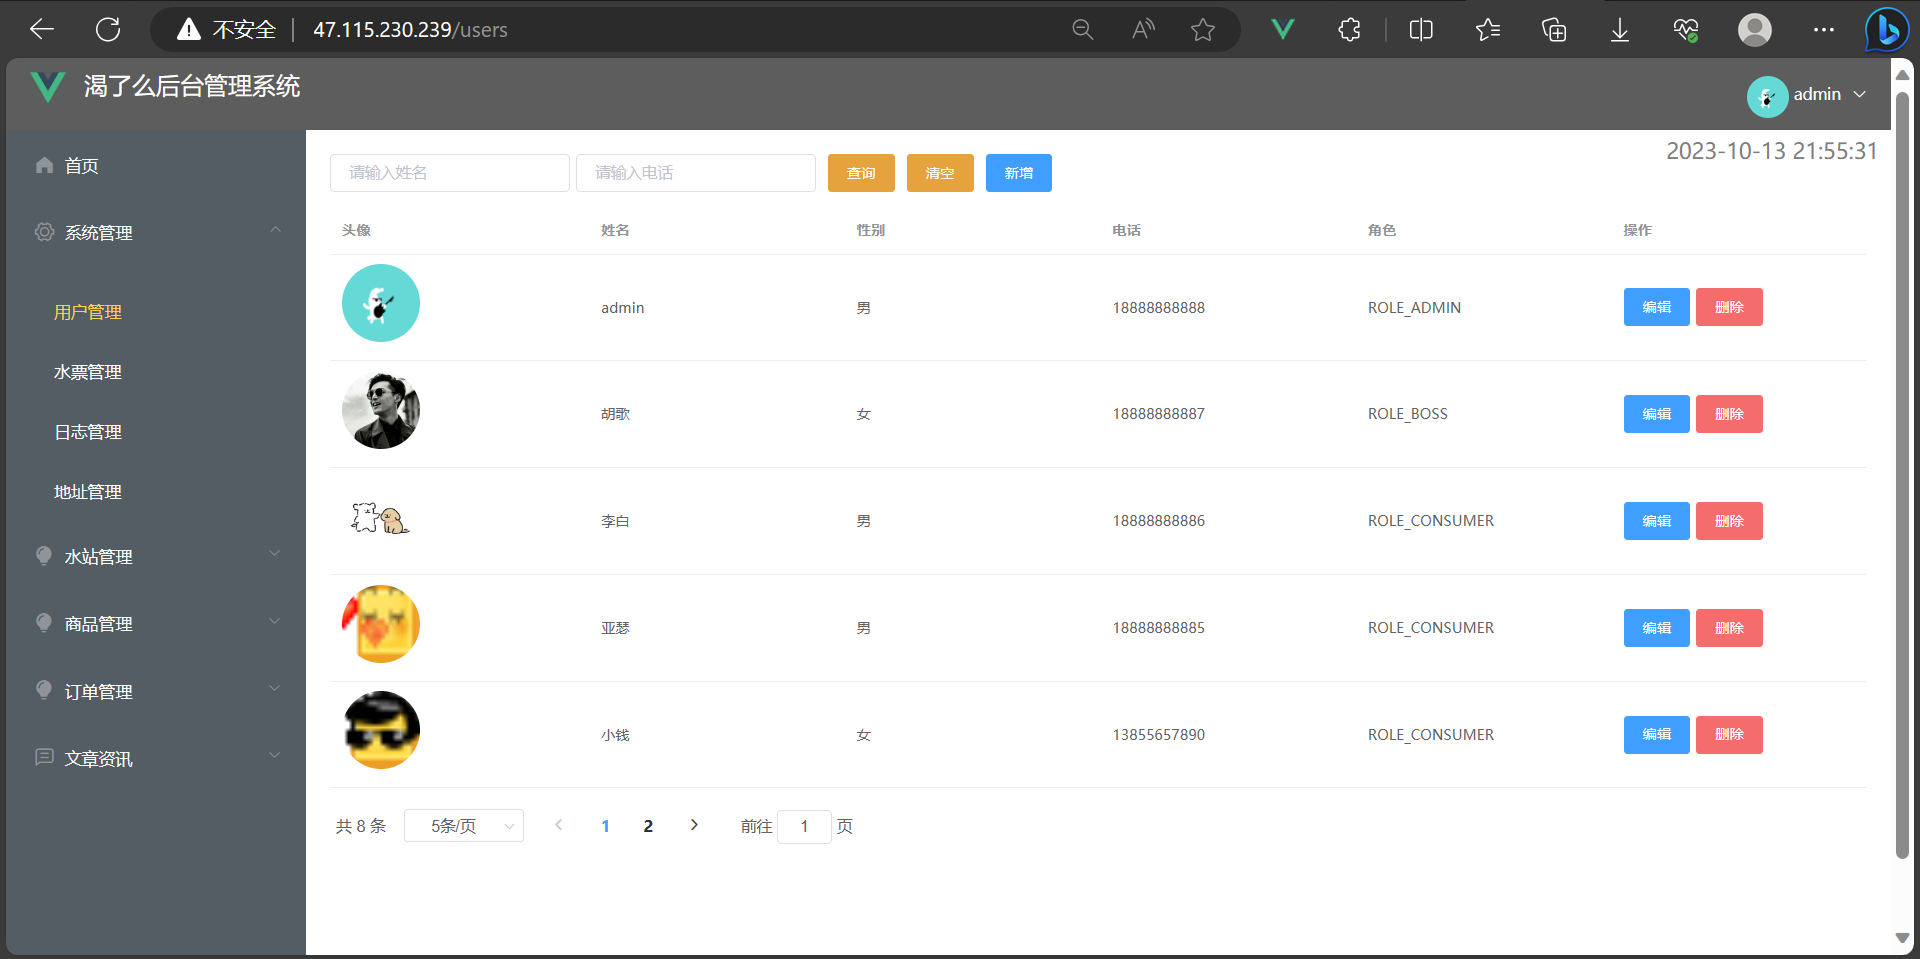 不安全 47.115.230.239/users
渴了么后台管理系统
admin
首页
系统管理
用户管理
水票管理
日志管理
地址管理
水站管理
商品管理
订单管理
文章资讯
2023-10-13 21:55:31
请输入姓名 请输入电话 查询 清空 新增
头像 姓名 性别 电话 角色 操作
admin 男 18888888888 ROLE_ADMIN 编辑 删除
胡歌 女 18888888887 ROLE_BOSS 编辑 删除
李白 男 18888888886 ROLE_CONSUMER 编辑 删除
亚瑟 男 18888888885 ROLE_CONSUMER 编辑 删除
小钱 女 13855657890 ROLE_CONSUMER 编辑 删除
共 8 条 5条/页 1 2 前往 1 页